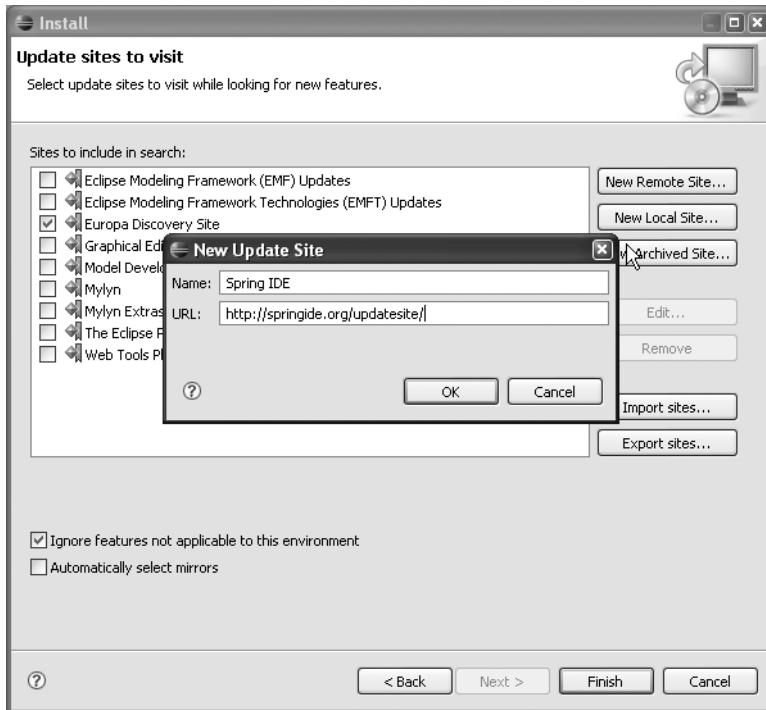 Install
Update sites to visit
Select update sites to visit while looking for new features.
Sites to include in search:
Eclipse Modeling Framework (EMF) Updates
Eclipse Modeling Framework Technologies (EMFT) Updates
Europa Discovery Site
Graphical Edi
Model Develo
Mylyn
Mylyn Extras
The Eclipse
Web Tools Pl
New Remote Site...
New Local Site...
Archived Site...
Edit...
Remove
Import sites...
Export sites...
New Update Site
Name: Spring IDE
URL: http://springide.org/updatesite/
OK Cancel
Ignore features not applicable to this environment
Automatically select mirrors
< Back Next > Finish Cancel